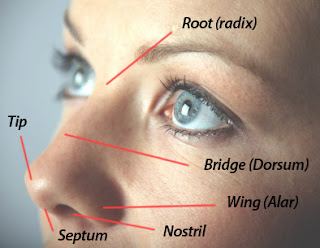 Root (radix)
Tip
Bridge (Dorsum)
Wing (Alar)
Nostril
Septum